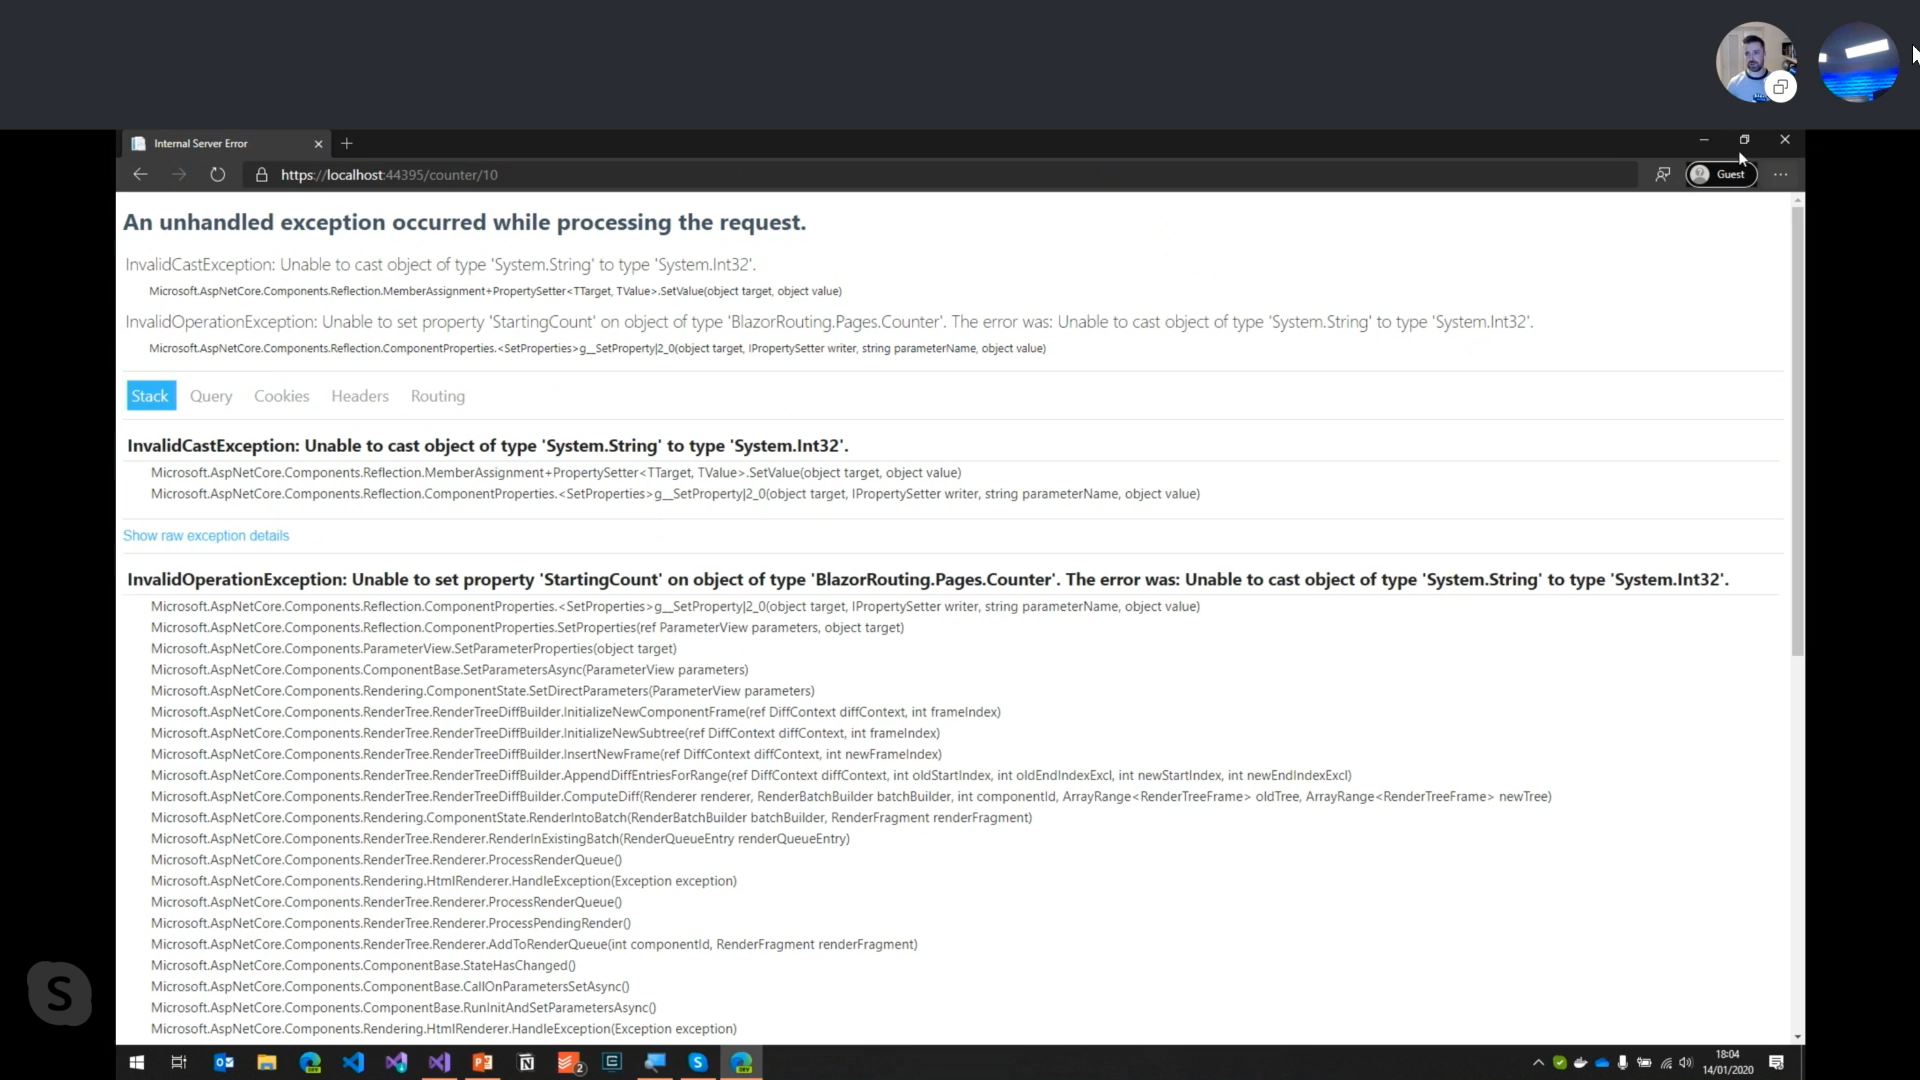 Internal Server Error
https://localhost:44395/counter/10
Guest
An unhandled exception occurred while processing the request.
InvalidCastException: Unable to cast object of type 'System.String' to type 'System.Int32'.
Microsoft.AspNetCore.Components.Reflection.MemberAssignment+PropertySetter<TTarget, TValue>.SetValue(object target, object value)
InvalidOperationException: Unable to set property 'StartingCount' on object of type 'BlazorRouting.Pages.Counter'. The error was: Unable to cast object of type 'System.String' to type 'System.Int32'.
Microsoft.AspNetCore.Components.Reflection.ComponentProperties.<SetProperties>g__SetProperty|2_0(object target, IPropertySetter writer, string parameterName, object value)
Stack Query Cookies Headers Routing
InvalidCastException: Unable to cast object of type 'System.String' to type 'System.Int32'.
Microsoft.AspNetCore.Components.Reflection.MemberAssignment+PropertySetter<TTarget, TValue>.SetValue(object target, object value)
Microsoft.AspNetCore.Components.Reflection.ComponentProperties.<SetProperties>g__SetProperty|2_0(object target, IPropertySetter writer, string parameterName, object value)
Show raw exception details
InvalidOperationException: Unable to set property 'StartingCount' on object of type 'BlazorRouting.Pages.Counter'. The error was: Unable to cast object of type 'System.String' to type 'System.Int32'.
Microsoft.AspNetCore.Components.Reflection.ComponentProperties.<SetProperties>g__SetProperty|2_0(object target, IPropertySetter writer, string parameterName, object value)
Microsoft.AspNetCore.Components.Reflection.ComponentProperties.SetProperties(ref ParameterView parameters, object target)
Microsoft.AspNetCore.Components.ParameterView.SetParameterProperties(object target)
Microsoft.AspNetCore.Components.ComponentBase.SetParametersAsync(ParameterView parameters)
Microsoft.AspNetCore.Components.Rendering.ComponentState.SetDirectParameters(ParameterView parameters)
Microsoft.AspNetCore.Components.RenderTree.RenderTreeDiffBuilder.InitializeNewComponentFrame(ref DiffContext diffContext, int frameIndex)
Microsoft.AspNetCore.Components.RenderTree.RenderTreeDiffBuilder.InitializeNewSubtree(ref DiffContext diffContext, int frameIndex)
Microsoft.AspNetCore.Components.RenderTree.RenderTreeDiffBuilder.InsertNewFrame(ref DiffContext diffContext, int newFrameIndex)
Microsoft.AspNetCore.Components.RenderTree.RenderTreeDiffBuilder.AppendDiffEntriesForRange(ref DiffContext diffContext, int oldStartIndex, int oldEndIndexExcl, int newStartIndex, int newEndIndexExcl)
Microsoft.AspNetCore.Components.RenderTree.RenderTreeDiffBuilder.ComputeDiff(Renderer renderer, RenderBatchBuilder batchBuilder, int componentId, ArrayRange<RenderTreeFrame> oldTree, ArrayRange<RenderTreeFrame> newTree)
Microsoft.AspNetCore.Components.Rendering.ComponentState.RenderIntoBatch(RenderBatchBuilder batchBuilder, RenderFragment renderFragment)
Microsoft.AspNetCore.Components.RenderTree.Renderer.RenderInExistingBatch(RenderQueueEntry renderQueueEntry)
Microsoft.AspNetCore.Components.RenderTree.Renderer.ProcessRenderQueue()
Microsoft.AspNetCore.Components.Rendering.HtmlRenderer.HandleException(Exception exception)
Microsoft.AspNetCore.Components.RenderTree.Renderer.ProcessRenderQueue()
Microsoft.AspNetCore.Components.RenderTree.Renderer.ProcessPendingRender()
Microsoft.AspNetCore.Components.RenderTree.Renderer.AddToRenderQueue(int componentId, RenderFragment renderFragment)
Microsoft.AspNetCore.Components.ComponentBase.StateHasChanged()
Microsoft.AspNetCore.Components.ComponentBase.CallOnParametersSetAsync()
Microsoft.AspNetCore.Components.ComponentBase.RunInitAndSetParametersAsync()
Microsoft.AspNetCore.Components.Rendering.HtmlRenderer.HandleException(Exception exception)
S
2
18:04
14/01/2020